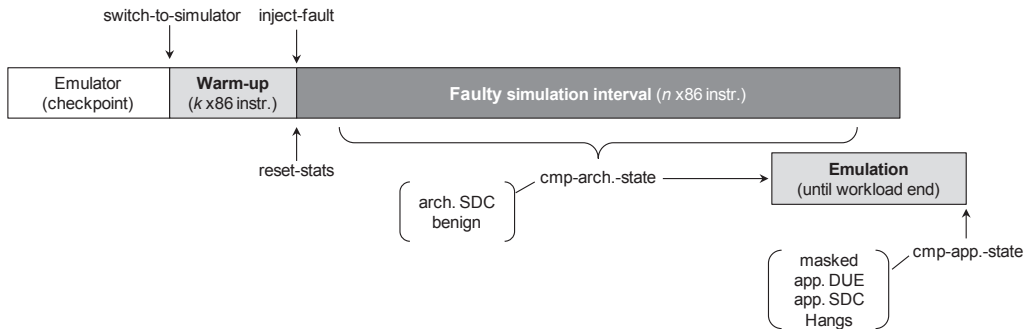 switch-to-simulator
inject-fault
Emulator
(checkpoint)
Warm-up
(k x86 instr.)
Faulty simulation interval (n x86 instr.)
reset-stats
cmp-arch.-state
arch. SDC
benign
Emulation
(until workload end)
cmp-app.-state
masked
app. DUE
app. SDC
Hangs